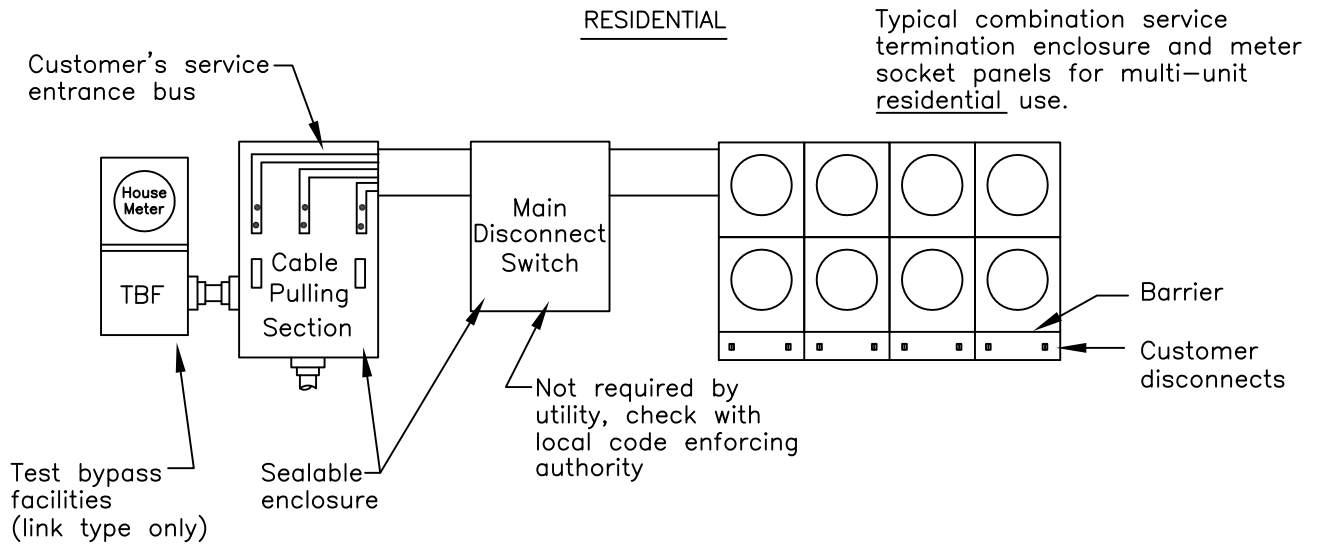 RESIDENTIAL
Typical combination service
termination enclosure and meter
socket panels for multi-unit
residential use.
Customer's service
entrance bus
House
Meter
TBF
Cable
Pulling
Section
Main
Disconnect
Switch
Barrier
Customer
disconnects
Not required by
utility, check with
local code enforcing
authority
Test bypass
facilities
(link type only)
Sealable
enclosure